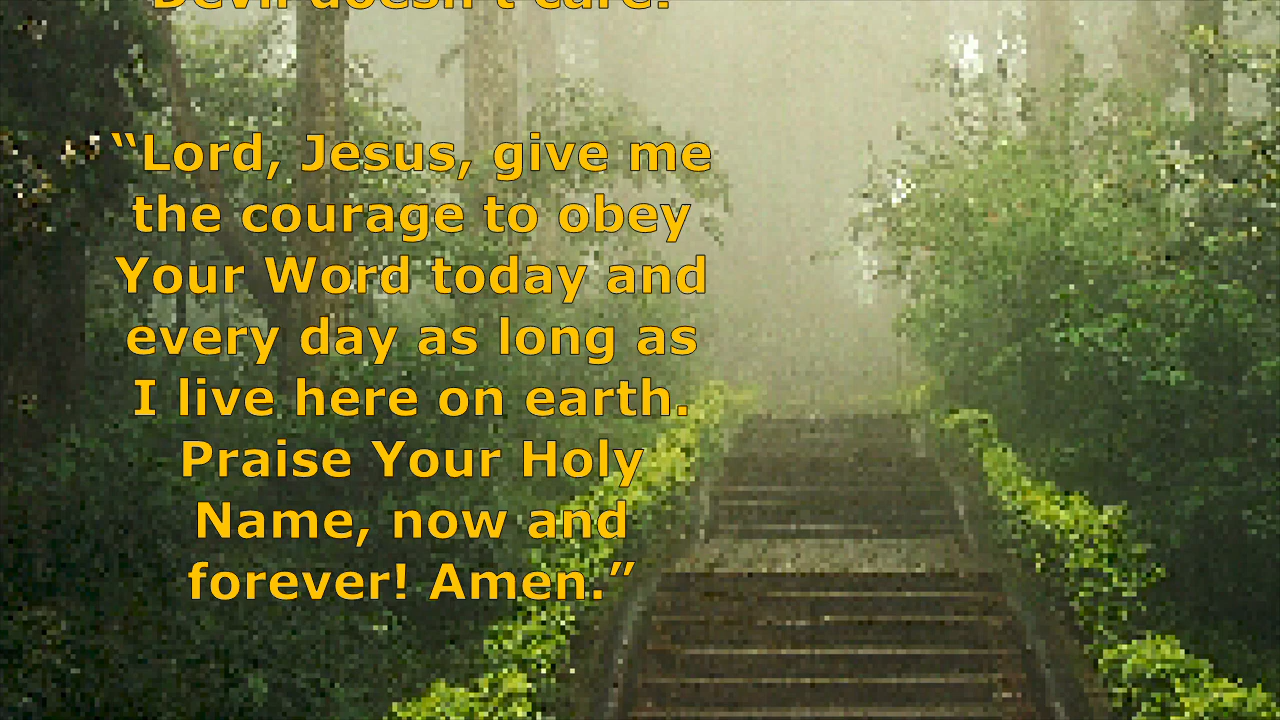 Devil doesn't care.
“Lord, Jesus, give me
the courage to obey
Your Word today and
every day as long as
I live here on earth.
Praise Your Holy
Name, now and
forever! Amen.”